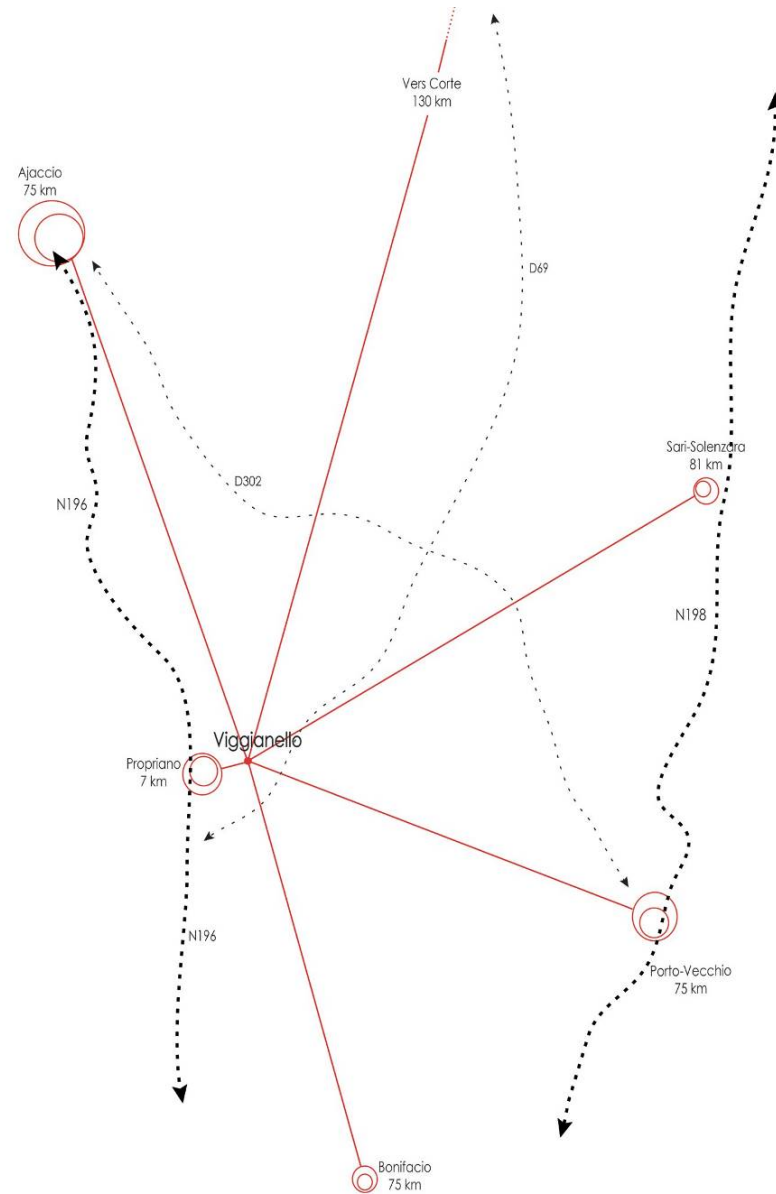 Vers Corte
130 km
Ajaccio
75 km
D69
Sari-Solenzara
81 km
D302
N196
N198
Viggianello
Propriano
7 km
N196
Porto-Vecchio
75 km
Bonifacio
75 km